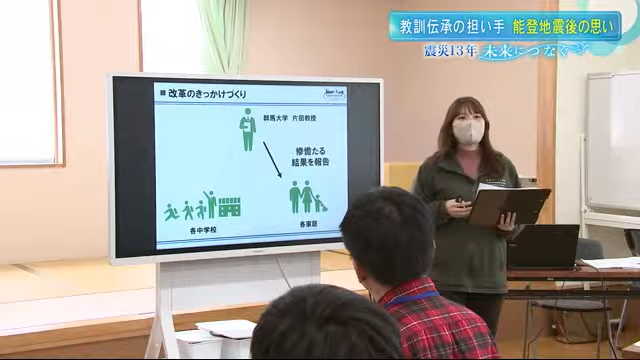 教訓伝承の担い手 能登地震後の思い
震災13年 未来につなぐ
■ 改革のきっかけづくり
群馬大学 片田教授
惨憺たる
結果を報告
各中学校
各家庭